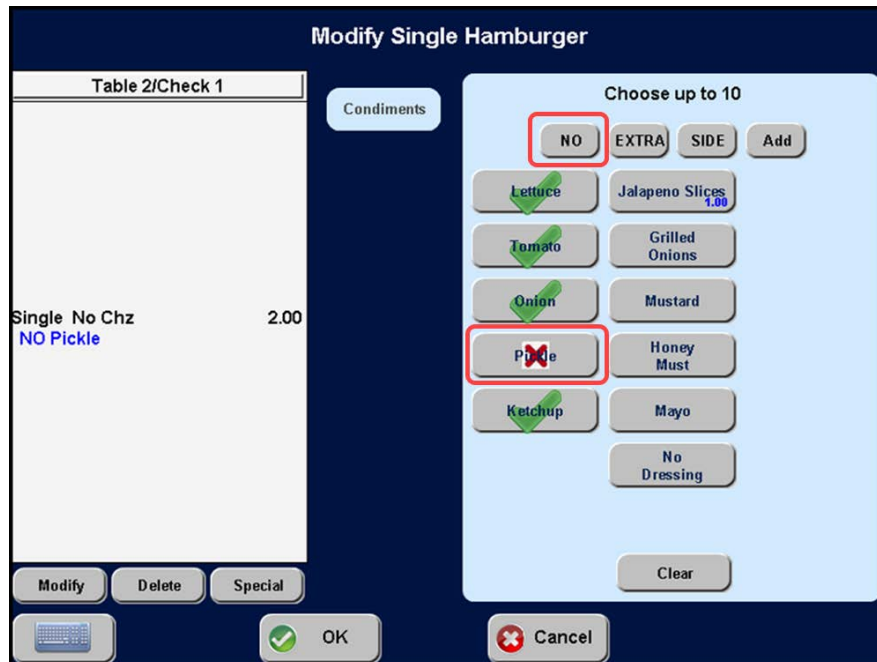 Modify Single Hamburger
Table 2/Check 1
Single No Chz 2.00
NO Pickle
Condiments
Choose up to 10
NO EXTRA SIDE Add
Lettuce Jalapeno Slices
1.00
Tomato Grilled
Onions
Onion Mustard
Pickle Honey
Must
Ketchup Mayo
No
Dressing
Clear
Modify Delete Special
OK Cancel